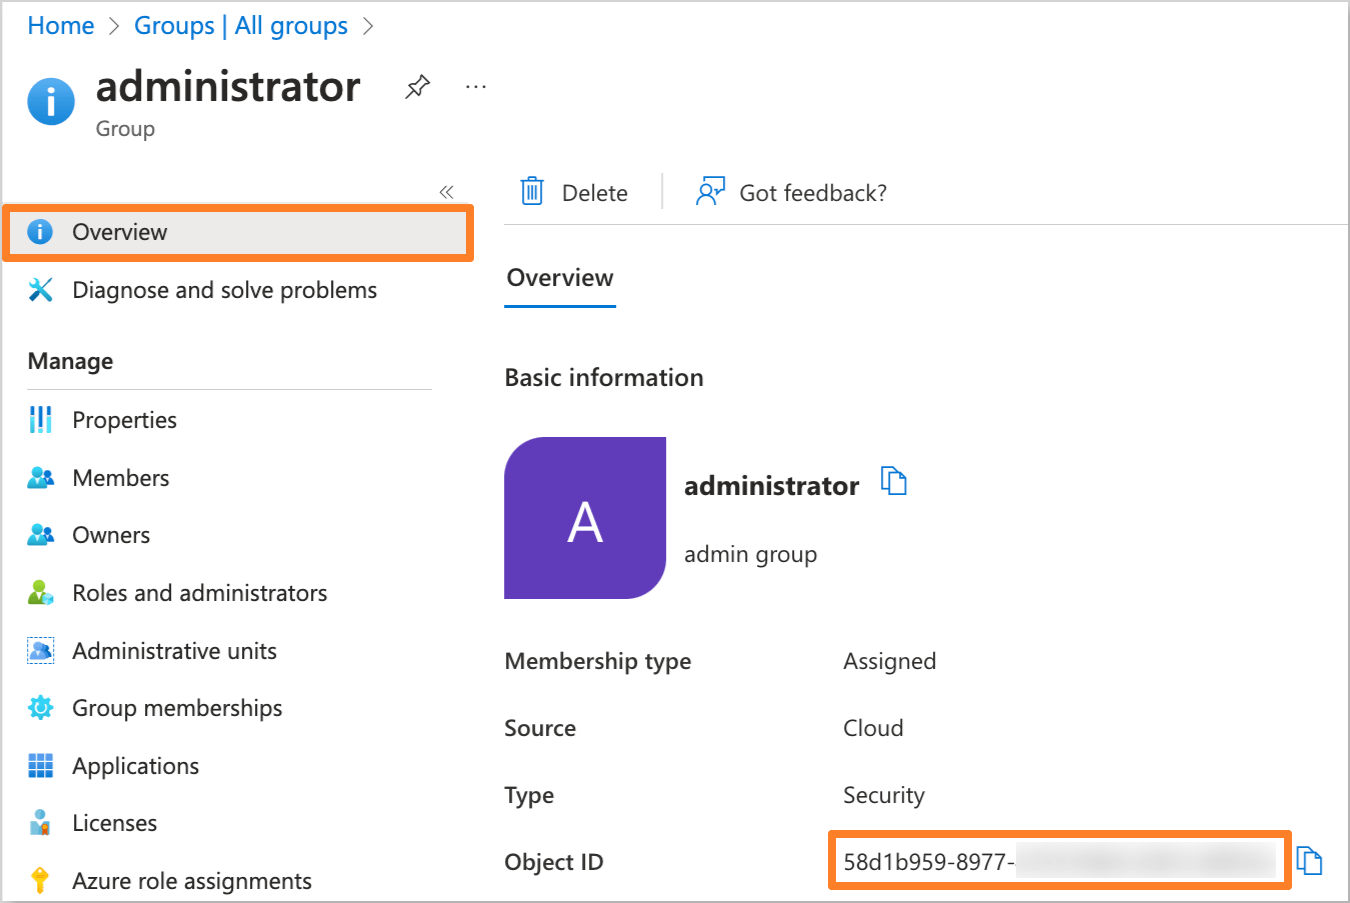 Home > Groups | All groups >
administrator
...
Group
«
Delete
Got feedback?
Overview
Diagnose and solve problems
Manage
Properties
Members
Owners
Roles and administrators
Administrative units
Group memberships
Applications
Licenses
Azure role assignments
Overview
Basic information
A
administrator
admin group
Membership type Assigned
Source Cloud
Type Security
Object ID 58d1b959-8977-